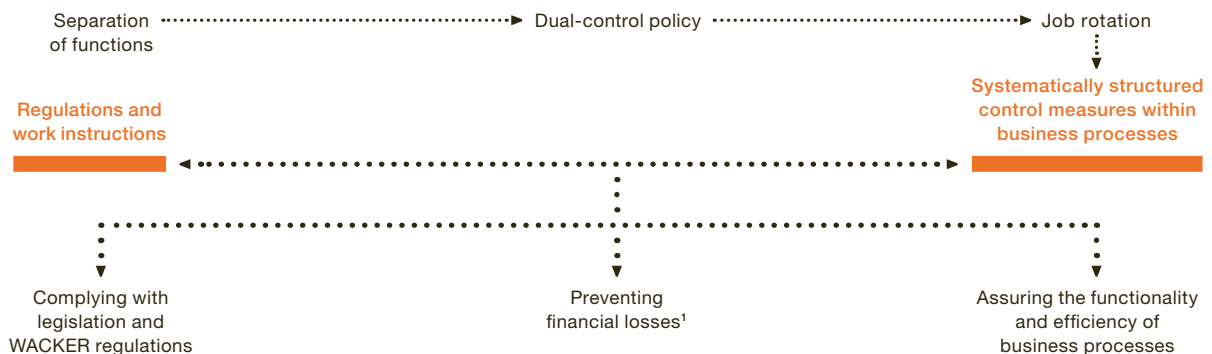 Separation
of functions
Dual-control policy
Job rotation
Regulations and
work instructions
Systematically structured
control measures within
business processes
Complying with
legislation and
WACKER regulations
Preventing
financial losses¹
Assuring the functionality
and efficiency of
business processes